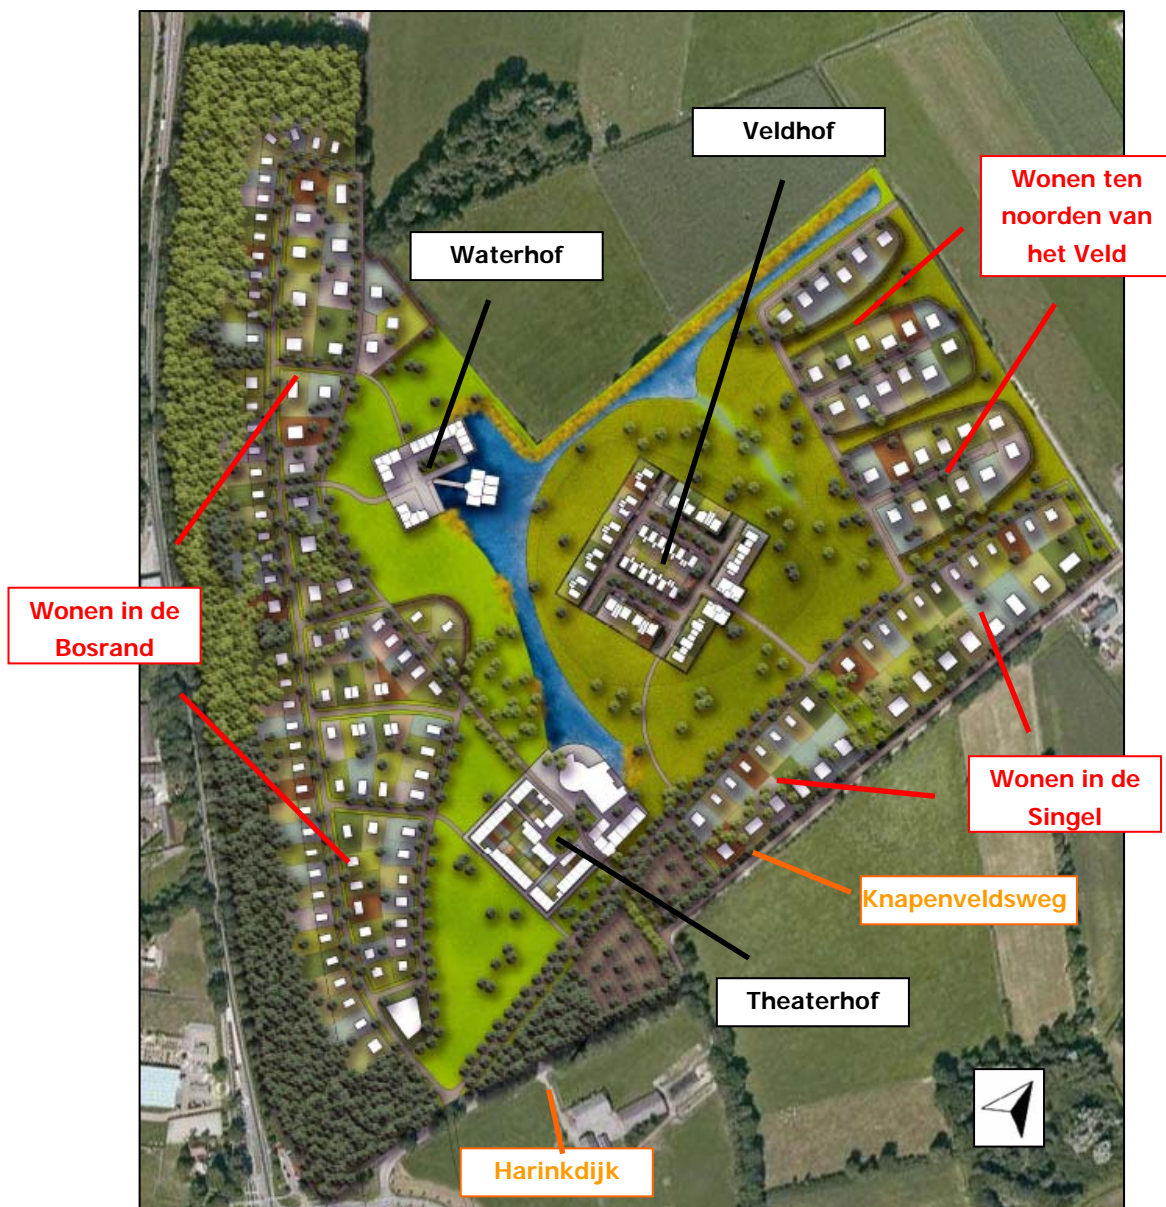 Veldhof
Wonen ten
noorden van
het Veld
Waterhof
Wonen in de
Bosrand
Wonen in de
Singel
Knapenveldsweg
Theaterhof
Harinkdijk